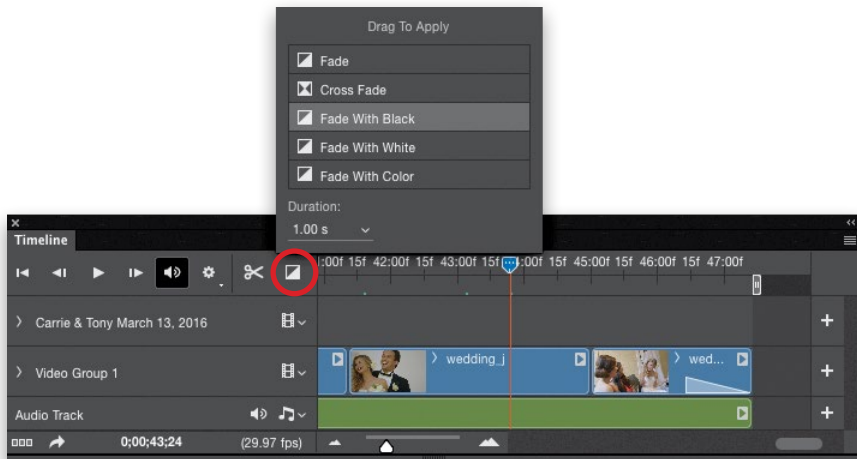 Drag To Apply
Fade
Cross Fade
Fade With Black
Fade With White
Fade With Color
Duration:
1.00 s
Timeline
:00f 15f 42:00f 15f 43:00f 15f :00f 15f 45:00f 15f 46:00f 15f 47:00f
Carrie & Tony March 13, 2016
Video Group 1
wedding_j
wed...
Audio Track
0;00;43;24 (29.97 fps)